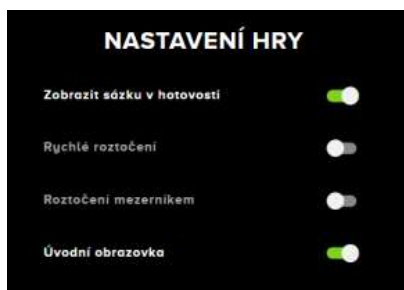 NASTAVENÍ HRY
Zobrazit sázku v hotovosti
Rychlé roztočení
Roztočení mezerníkem
Úvodní obrazovka